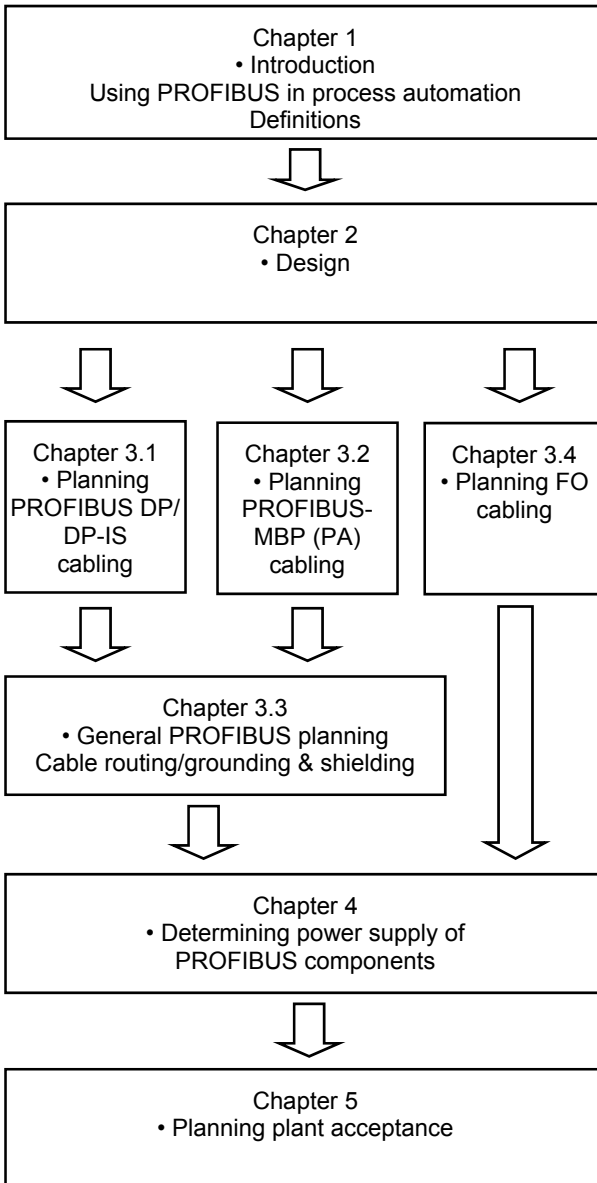 Chapter 1
• Introduction
Using PROFIBUS in process automation
Definitions
Chapter 2
• Design
Chapter 3.1
• Planning
PROFIBUS DP/
DP-IS
cabling
Chapter 3.2
• Planning
PROFIBUS-
MBP (PA)
cabling
Chapter 3.4
• Planning FO
cabling
Chapter 3.3
• General PROFIBUS planning
Cable routing/grounding & shielding
Chapter 4
• Determining power supply of
PROFIBUS components
Chapter 5
• Planning plant acceptance